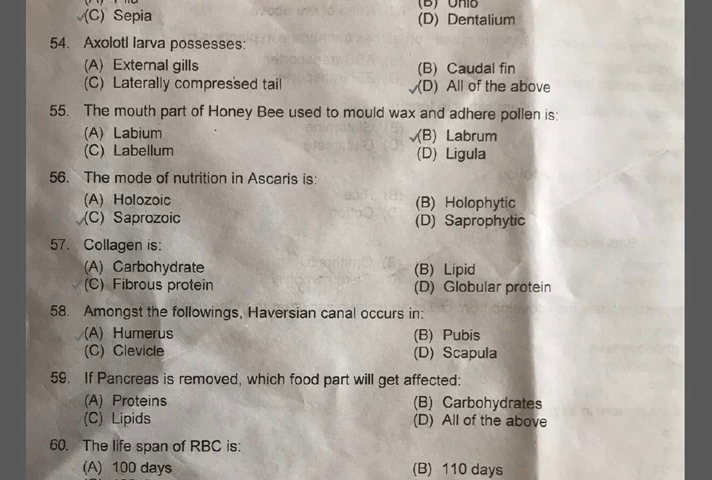 (C) Sepia
(D) Dentalium
54. Axolotl larva possesses:
(A) External gills
(B) Caudal fin
(C) Laterally compressed tail
(D) All of the above
55. The mouth part of Honey Bee used to mould wax and adhere pollen is:
(A) Labium
(B) Labrum
(C) Labellum
(D) Ligula
56. The mode of nutrition in Ascaris is:
(A) Holozoic
(B) Holophytic
(C) Saprozoic
(D) Saprophytic
57. Collagen is:
(A) Carbohydrate
(B) Lipid
(C) Fibrous protein
(D) Globular protein
58. Amongst the followings, Haversian canal occurs in:
(A) Humerus
(B) Pubis
(C) Clevicle
(D) Scapula
59. If Pancreas is removed, which food part will get affected:
(A) Proteins
(B) Carbohydrates
(C) Lipids
(D) All of the above
60. The life span of RBC is:
(A) 100 days
(B) 110 days